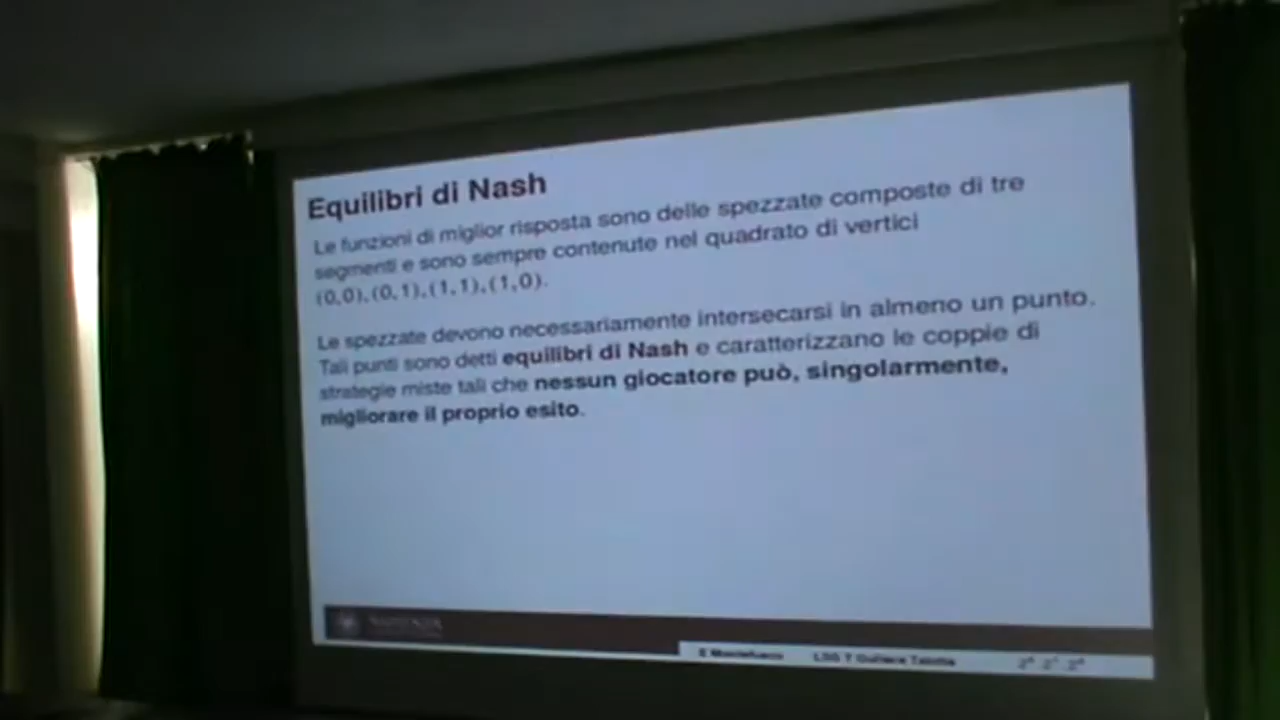 Equilibri di Nash
Le funzioni di miglior risposta sono delle spezzate composte di tre
segmenti e sono sempre contenute nel quadrato di vertici
(0,0),(0,1),(1,1),(1,0).
Le spezzate devono necessariamente intersecarsi in almeno un punto.
Tali punti sono detti equilibri di Nash e caratterizzano le coppie di
strategie miste tali che nessun giocatore può, singolarmente,
migliorare il proprio esito.
SAPIENZA